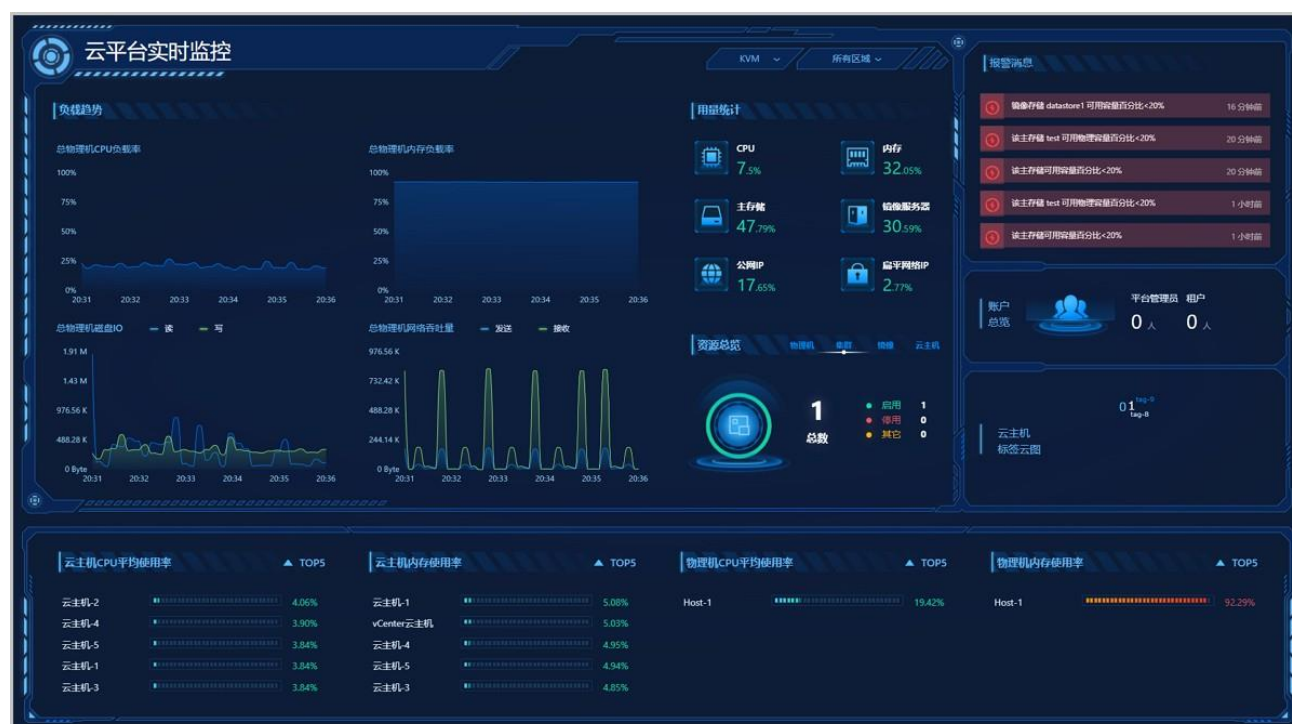 云平台实时监控
KVM
所有区域
负载趋势
总物理机CPU负载率
100%
75%
50%
25%
0%
20:31 20:32 20:33 20:34 20:35 20:36
总物理机内存负载率
100%
75%
50%
25%
0%
20:31 20:32 20:33 20:34 20:35 20:36
总物理机磁盘IO 读 写
1.91 M
1.43 M
976.56 K
488.28 K
0 Byte
20:31 20:32 20:33 20:34 20:35 20:36
总物理机网络吞吐量 发送 接收
976.56 K
732.42 K
488.28 K
244.14 K
0 Byte
20:31 20:32 20:33 20:34 20:35 20:36
用量统计
CPU
7.5%
内存
32.05%
主存储
47.79%
镜像服务器
30.59%
公网IP
17.65%
扁平网络IP
2.77%
资源总览 物理机 集群 镜像 云主机
1
总数
启用 1
停用 0
其它 0
报警消息
镜像存储 datastore1 可用容量百分比<20% 16 分钟前
该主存储 test 可用物理容量百分比<20% 20 分钟前
该主存储可用容量百分比<20% 20 分钟前
该主存储 test 可用物理容量百分比<20% 1 小时前
该主存储可用容量百分比<20% 1 小时前
账户
总览
平台管理员 租户
0 人 0 人
云主机
标签云图
01
tag-9
tag-8
云主机CPU平均使用率 TOP5
云主机-2 4.06%
云主机-4 3.90%
云主机-5 3.84%
云主机-1 3.84%
云主机-3 3.84%
云主机内存使用率 TOP5
云主机-1 5.08%
vCenter云主机 5.03%
云主机-4 4.95%
云主机-5 4.94%
云主机-3 4.85%
物理机CPU平均使用率 TOP5
Host-1 19.42%
物理机内存使用率 TOP5
Host-1 92.29%